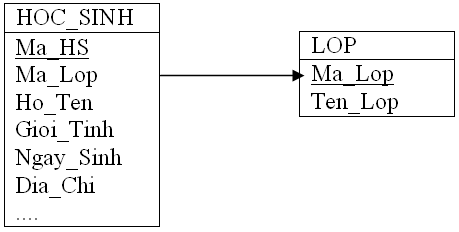 HOC_SINH
Ma_HS
Ma_Lop
Ho_Ten
Gioi_Tinh
Ngay_Sinh
Dia_Chi
....
LOP
Ma_Lop
Ten_Lop